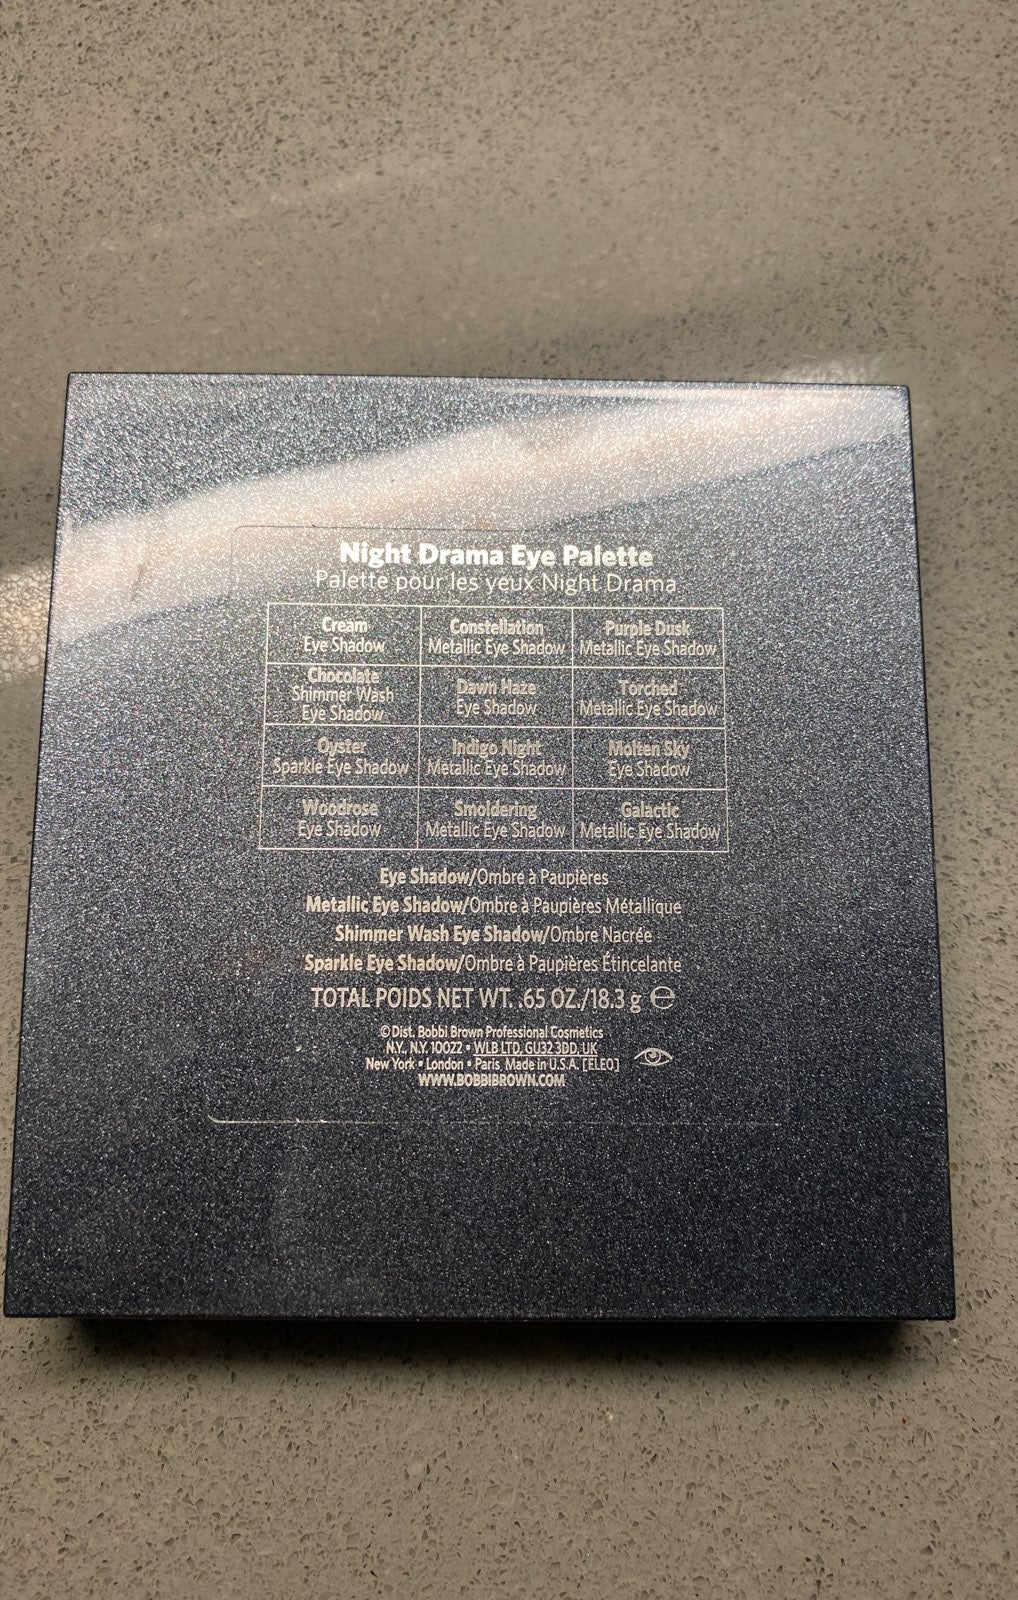 Night Drama Eye Palette
Palette pour les yeux Night Drama
Cream
Eye Shadow
Constellation
Metallic Eye Shadow
Purple Dusk
Metallic Eye Shadow
Chocolate
Shimmer Wash
Eye Shadow
Dawn Haze
Eye Shadow
Torched
Metallic Eye Shadow
Oyster
Sparkle Eye Shadow
Indigo Night
Metallic Eye Shadow
Molten Sky
Eye Shadow
Woodrose
Eye Shadow
Smoldering
Metallic Eye Shadow
Galactic
Metallic Eye Shadow
Eye Shadow/Ombre à Paupières
Metallic Eye Shadow/Ombre à Paupières Métallique
Shimmer Wash Eye Shadow/Ombre Nacrée
Sparkle Eye Shadow/Ombre à Paupières Étincelante
TOTAL POIDS NET WT. .65 OZ./18.3 g ℮
© Dist. Bobbi Brown Professional Cosmetics
N.Y., N.Y. 10022 • WLB LTD, GU32 3DD, UK
New York • London • Paris Made in U.S.A. [ELE0]
WWW.BOBBIBROWN.COM